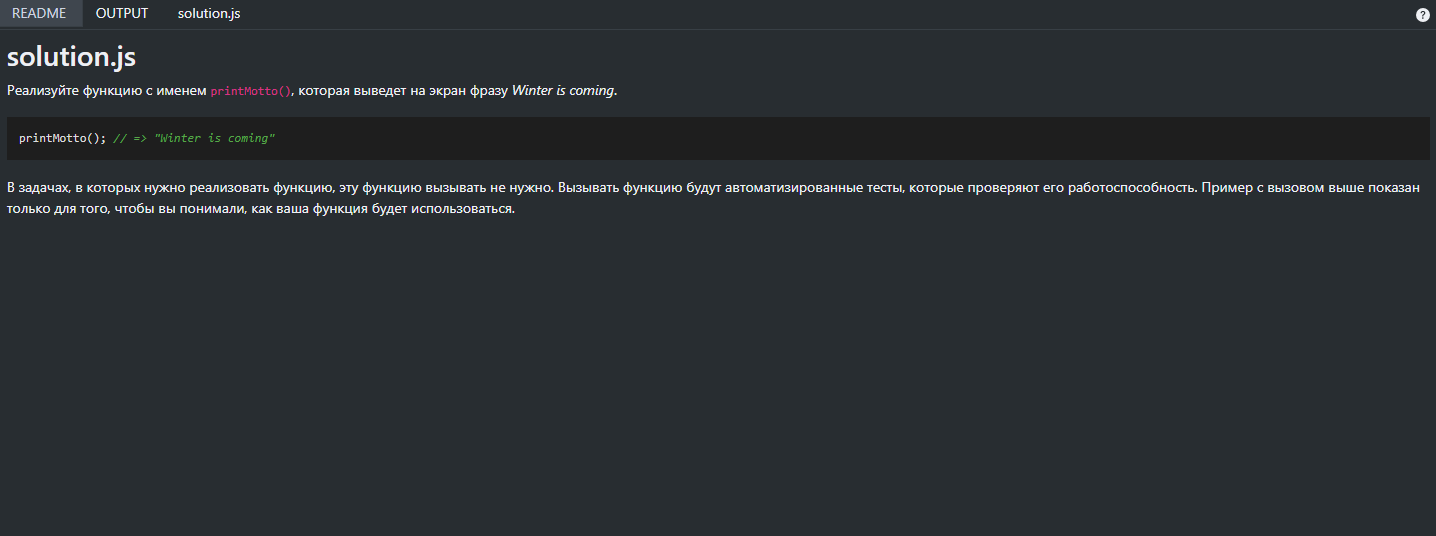 README OUTPUT solution.js ?
solution.js
Реализуйте функцию с именем printMotto(), которая выведет на экран фразу Winter is coming.
printMotto(); // => "Winter is coming"
В задачах, в которых нужно реализовать функцию, эту функцию вызывать не нужно. Вызывать функцию будут автоматизированные тесты, которые проверяют его работоспособность. Пример с вызовом выше показан
только для того, чтобы вы понимали, как ваша функция будет использоваться.